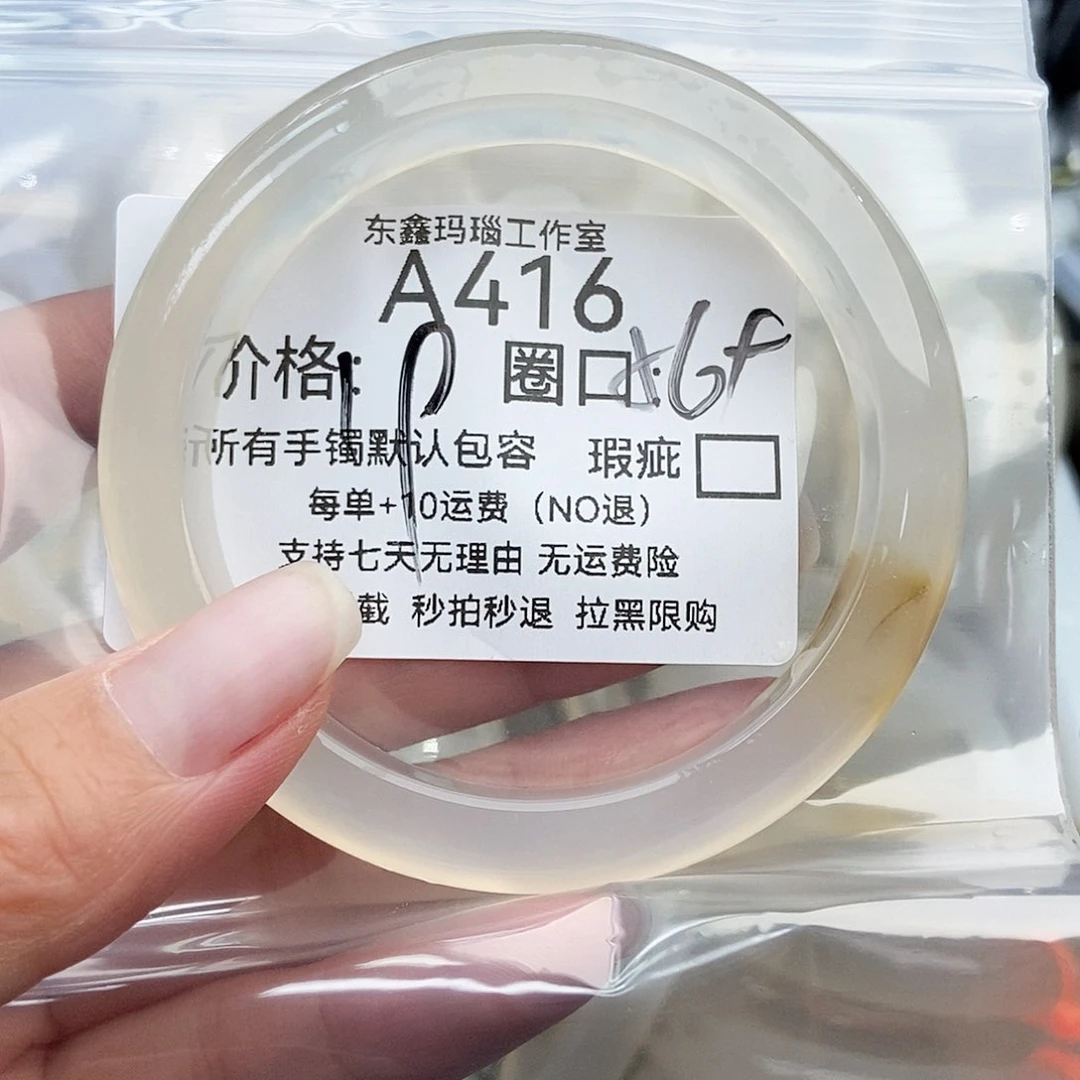 东鑫玛瑙工作室
A416
价格: 圈口:
所有手镯默认包容 瑕疵
每单+10运费（NO退）
支持七天无理由 无运费险
截 秒拍秒退 拉黑限购